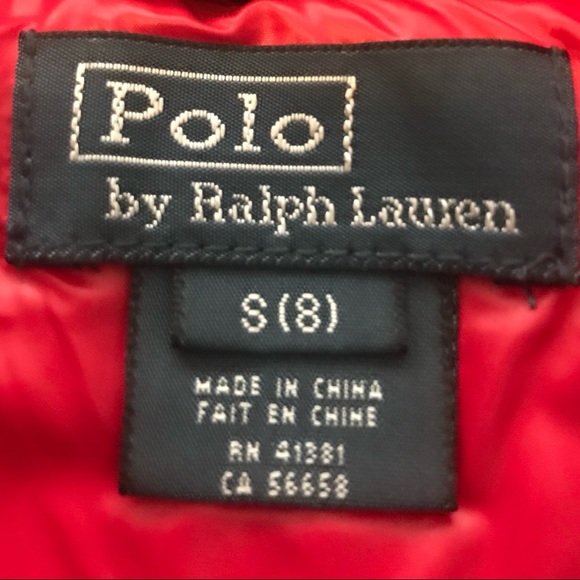 Polo
by Ralph Lauren
S (8)
MADE IN CHINA
FAIT EN CHINE
RN 41381
CA 56658